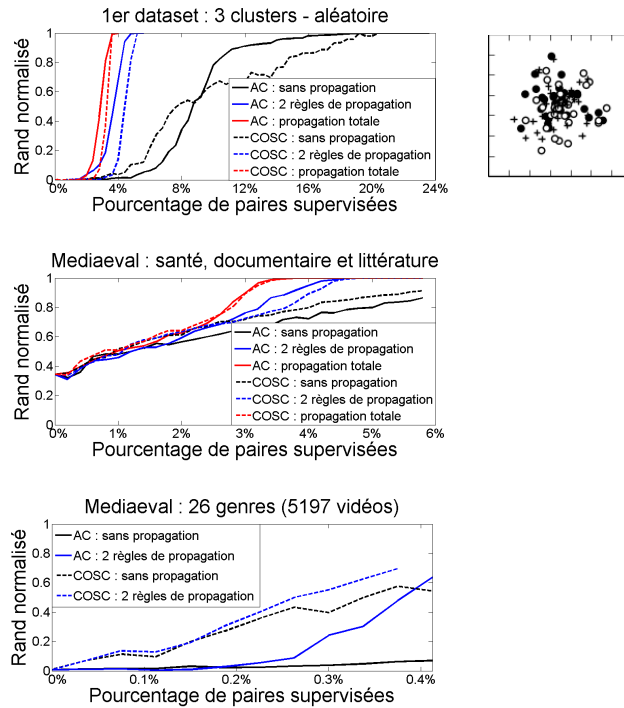 1er dataset : 3 clusters - aléatoire
Rand normalisé
1
0.8
0.6
0.4
0.2
0
0%
4%
8%
12%
16%
20%
24%
AC : sans propagation
AC : 2 règles de propagation
AC : propagation totale
COSC : sans propagation
COSC : 2 règles de propagation
COSC : propagation totale
Pourcentage de paires supervisées
Mediaeval : santé, documentaire et littérature
Rand normalisé
1
0.8
0.6
0.4
0.2
0%
1%
2%
3%
4%
5%
6%
AC : sans propagation
AC : 2 règles de propagation
AC : propagation totale
COSC : sans propagation
COSC : 2 règles de propagation
COSC : propagation totale
Pourcentage de paires supervisées
Mediaeval : 26 genres (5197 vidéos)
Rand normalisé
1
0.8
0.6
0.4
0.2
0
0%
0.1%
0.2%
0.3%
0.4%
AC : sans propagation
AC : 2 règles de propagation
COSC : sans propagation
COSC : 2 règles de propagation
Pourcentage de paires supervisées